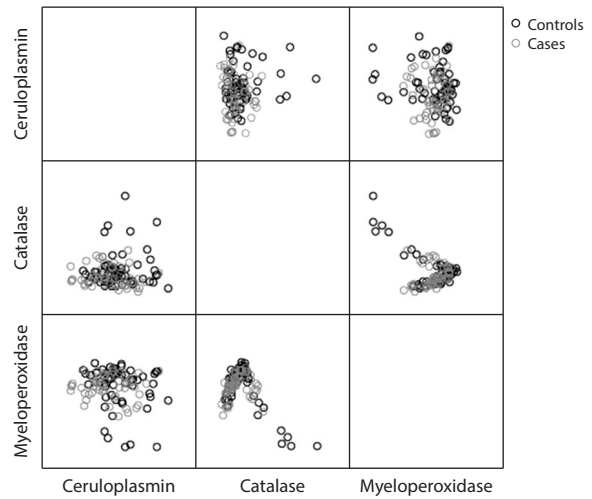 Controls
Cases
Ceruloplasmin
Catalase
Myeloperoxidase
Ceruloplasmin
Catalase
Myeloperoxidase